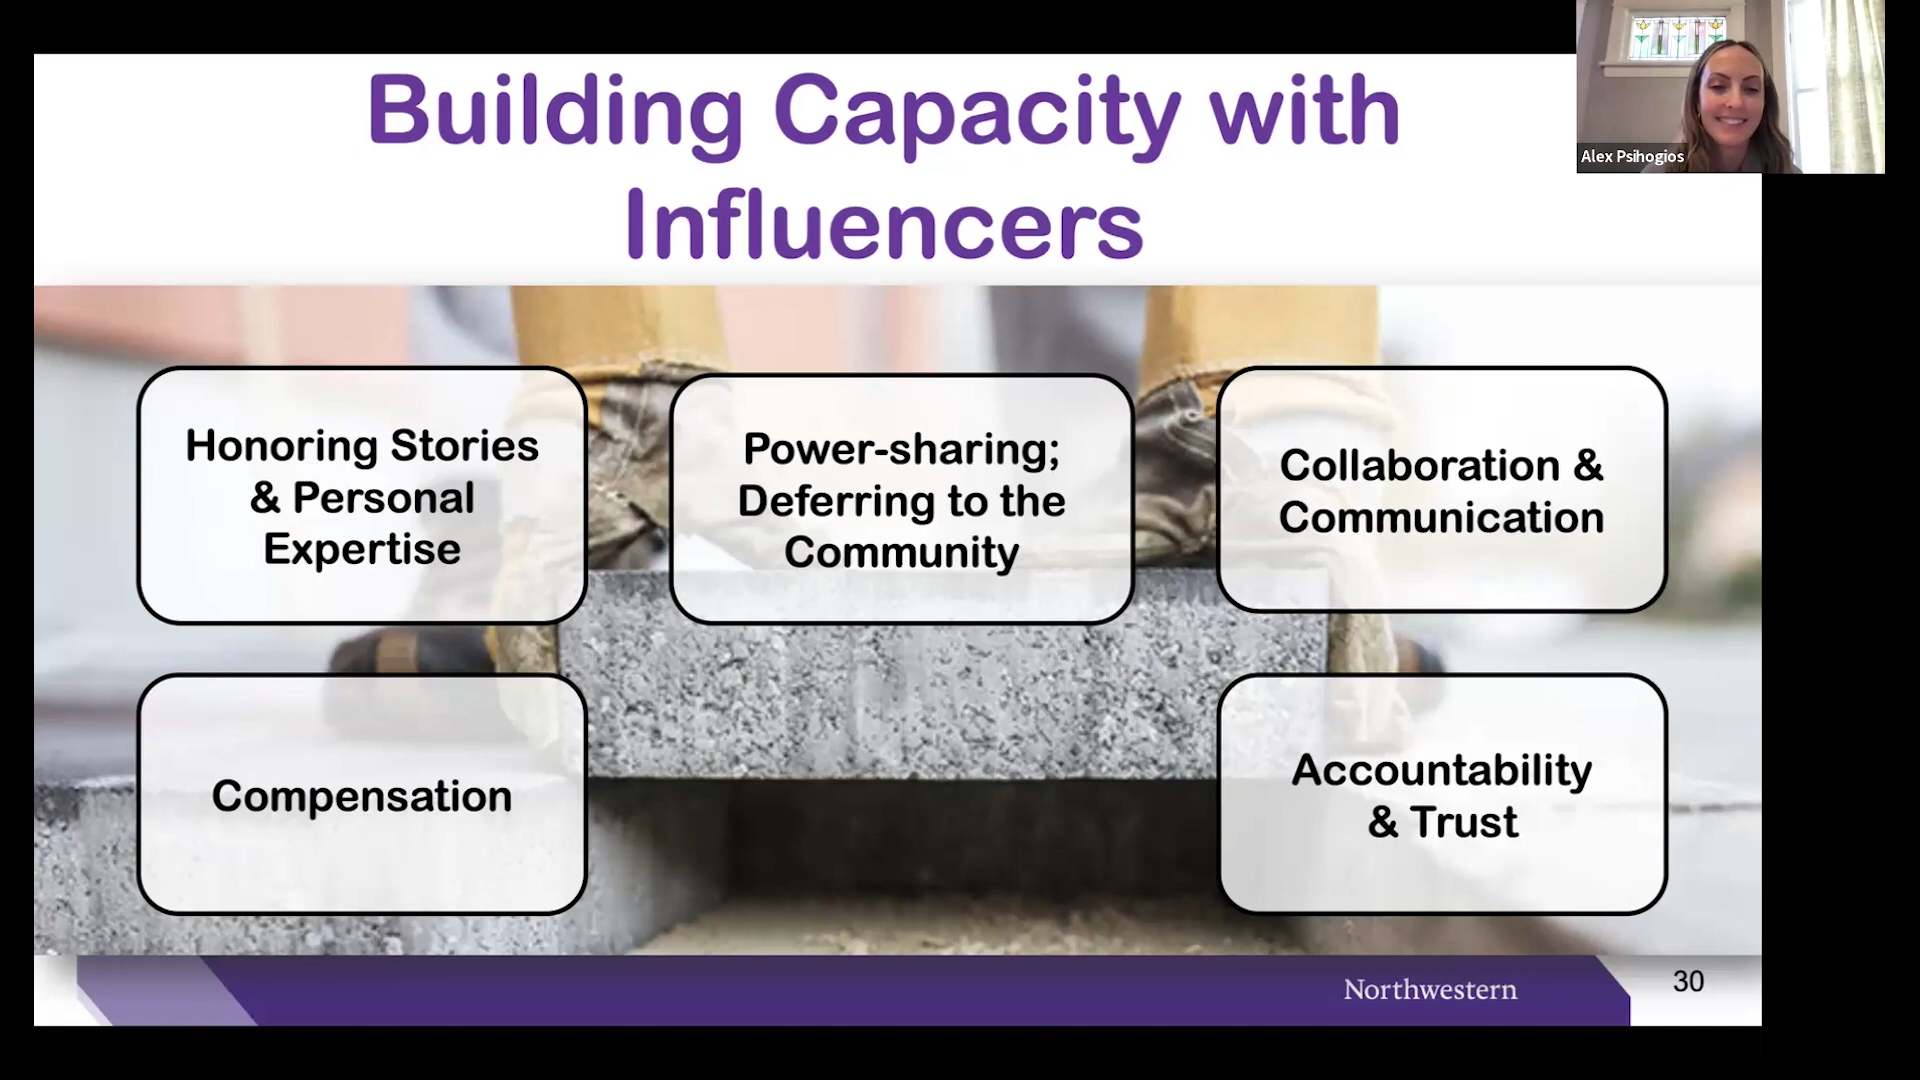 Building Capacity with
Influencers
Alex Psihogios
Honoring Stories
& Personal
Expertise
Power-sharing;
Deferring to the
Community
Collaboration &
Communication
Compensation
Accountability
& Trust
Northwestern
30